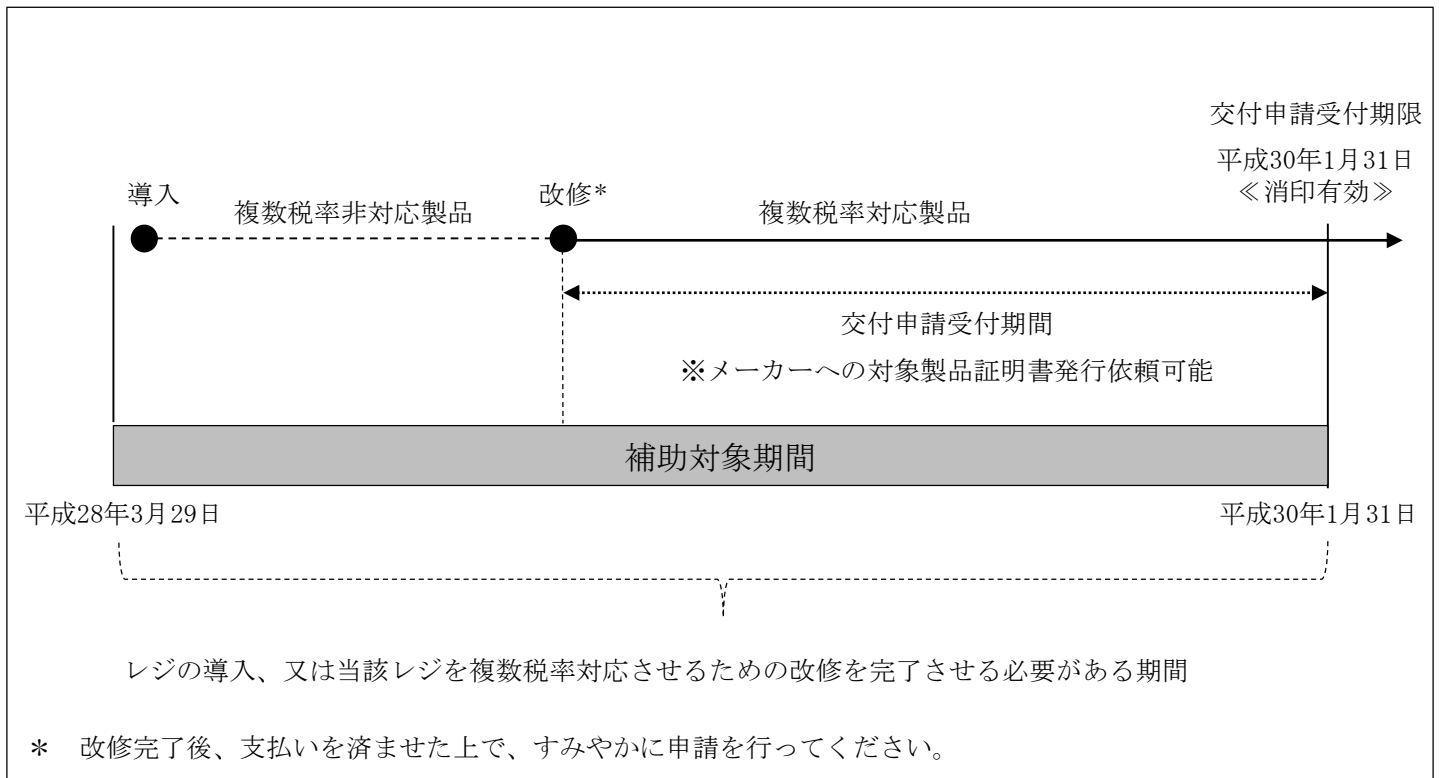 交付申請受付期限
平成30年1月31日
≪消印有効≫
導入
複数税率非対応製品
改修*
複数税率対応製品
交付申請受付期間
※メーカーへの対象製品証明書発行依頼可能
補助対象期間
平成28年3月29日
平成30年1月31日
レジの導入、又は当該レジを複数税率対応させるための改修を完了させる必要がある期間
＊　改修完了後、支払いを済ませた上で、すみやかに申請を行ってください。